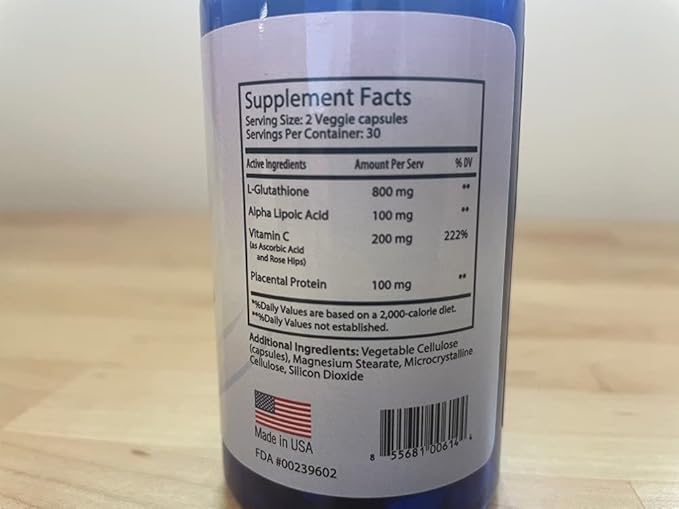 Supplement Facts
Serving Size: 2 Veggie capsules
Servings Per Container: 30
Active Ingredients Amount Per Serv % DV
L-Glutathione 800 mg **
Alpha Lipoic Acid 100 mg **
Vitamin C 200 mg 222%
(as Ascorbic Acid
and Rose Hips)
Placental Protein 100 mg **
*%Daily Values are based on a 2,000-calorie diet.
**%Daily Values not established.
Additional Ingredients: Vegetable Cellulose
(capsules), Magnesium Stearate, Microcrystalline
Cellulose, Silicon Dioxide
Made in USA
FDA #00239602
8 55681 00614 4